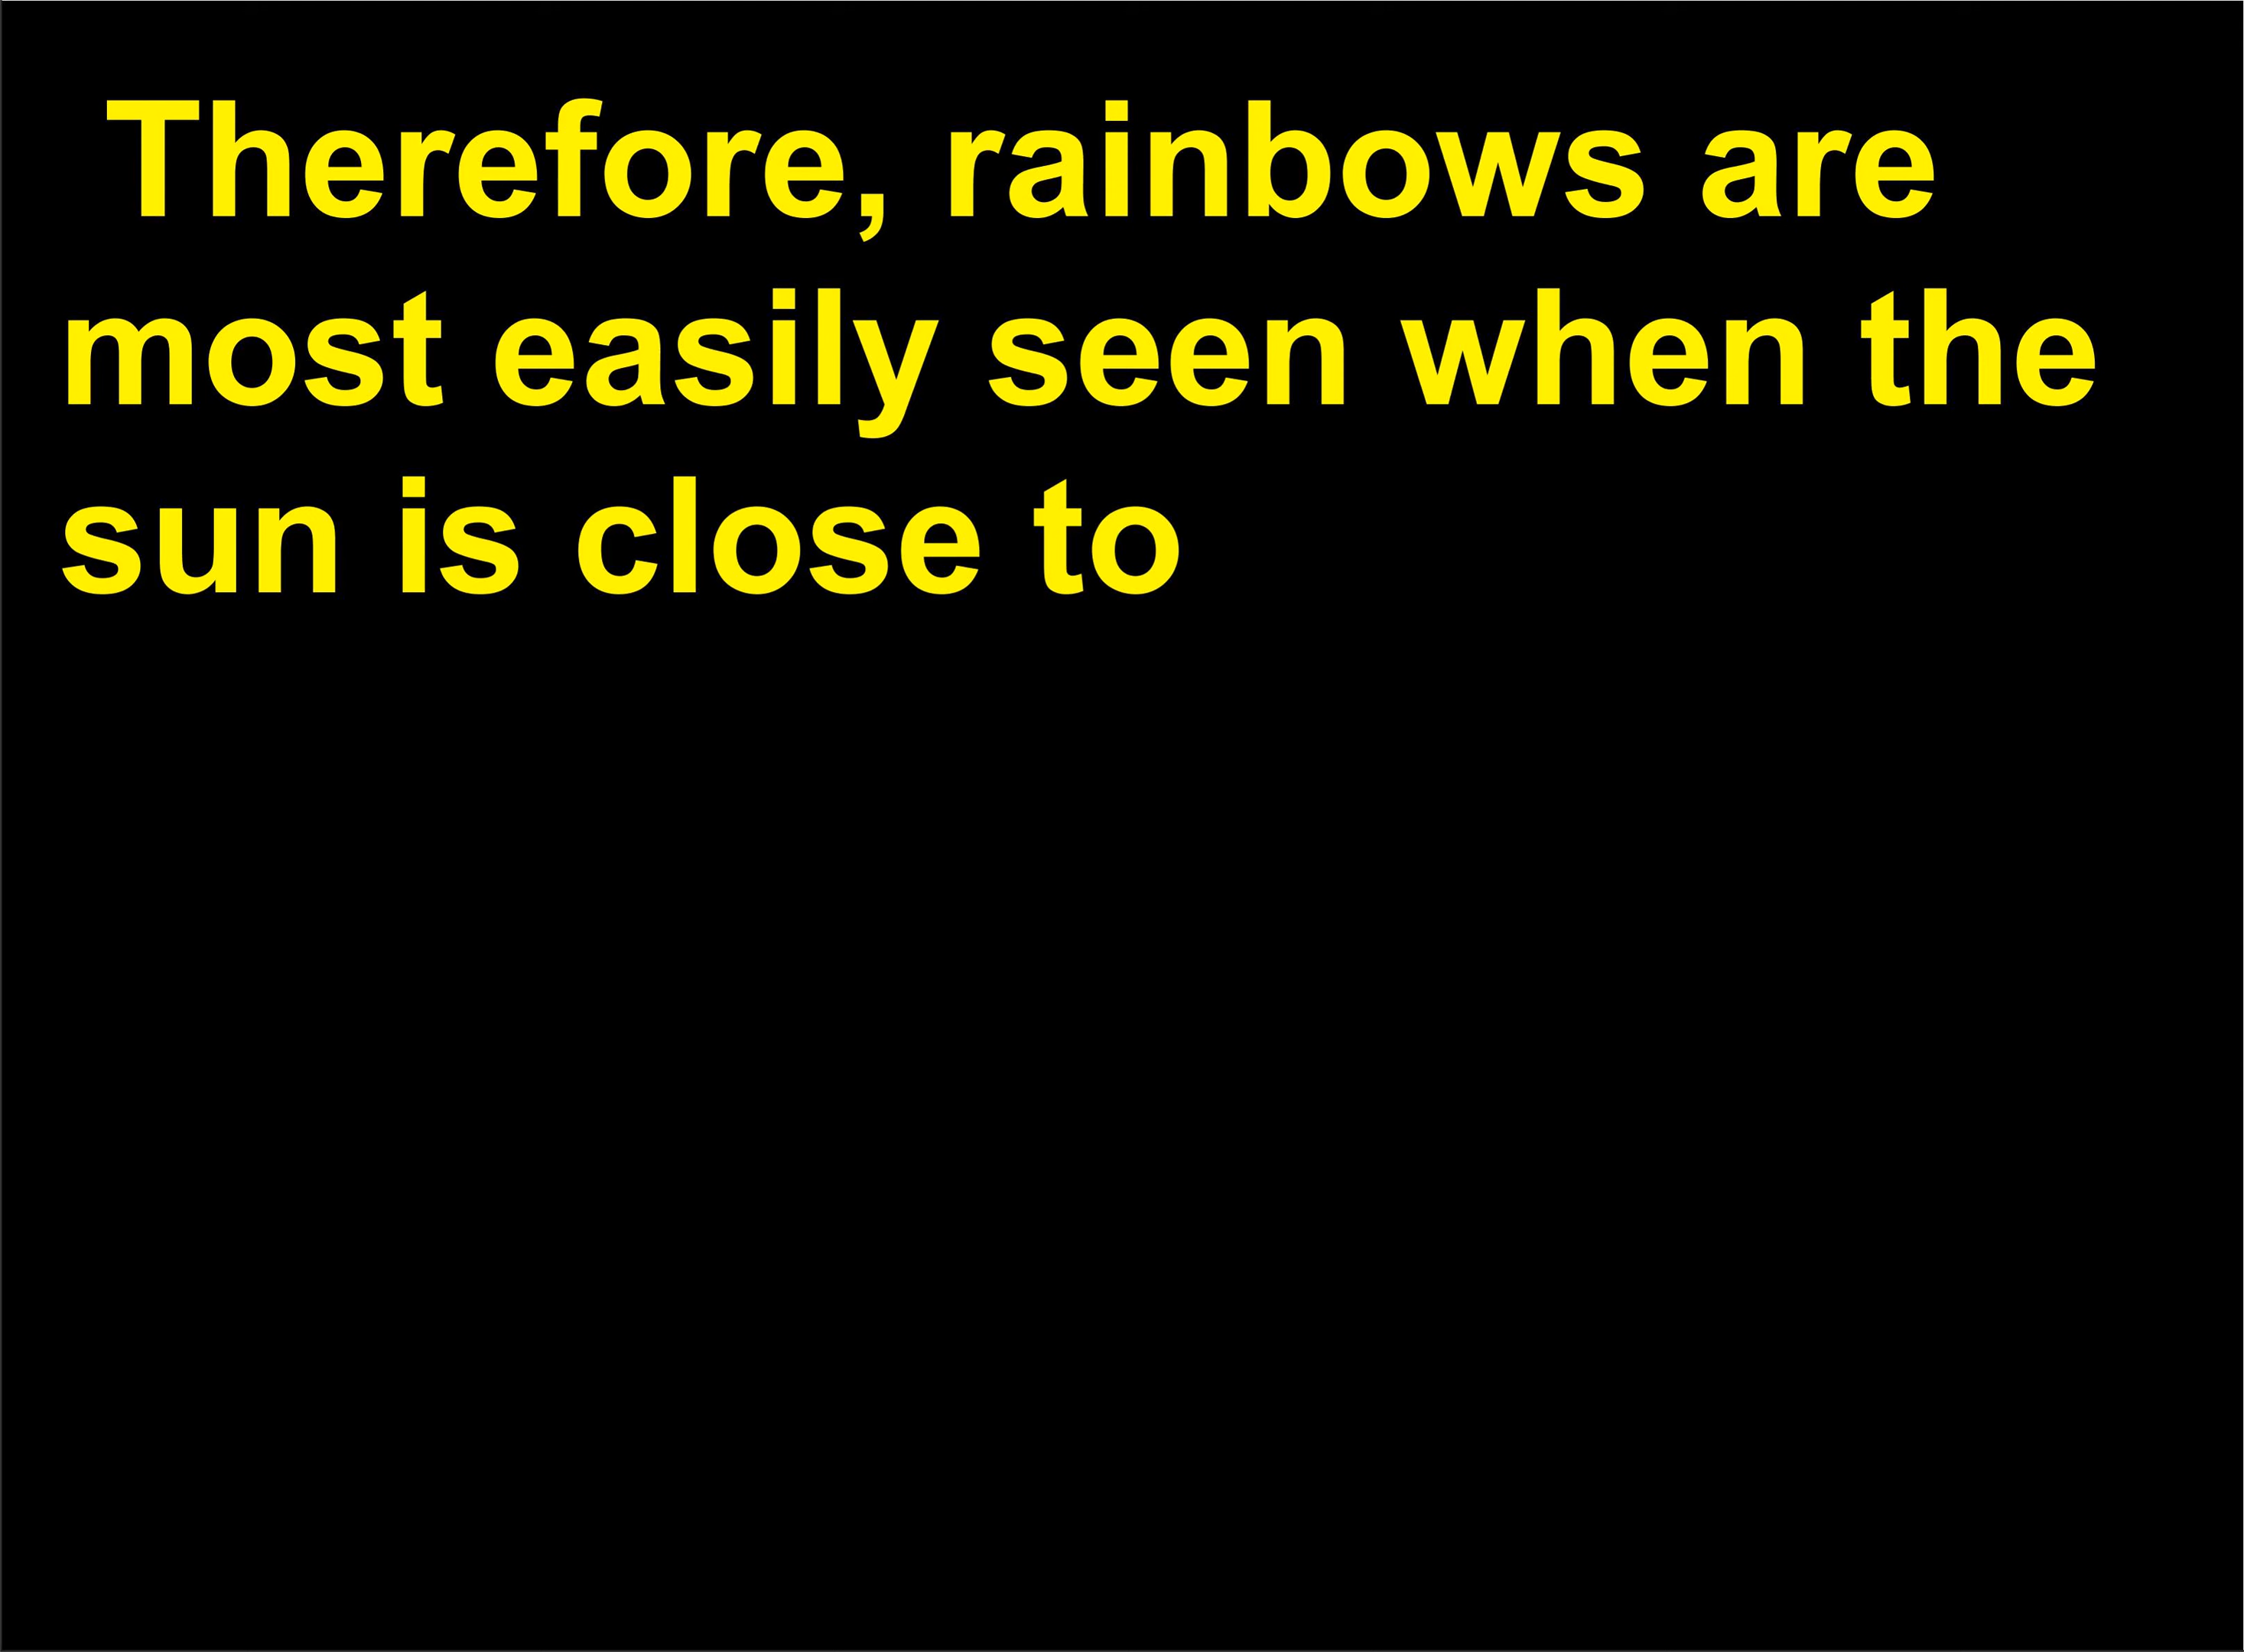 Therefore, rainbows are
most easily seen when the
sun is close to